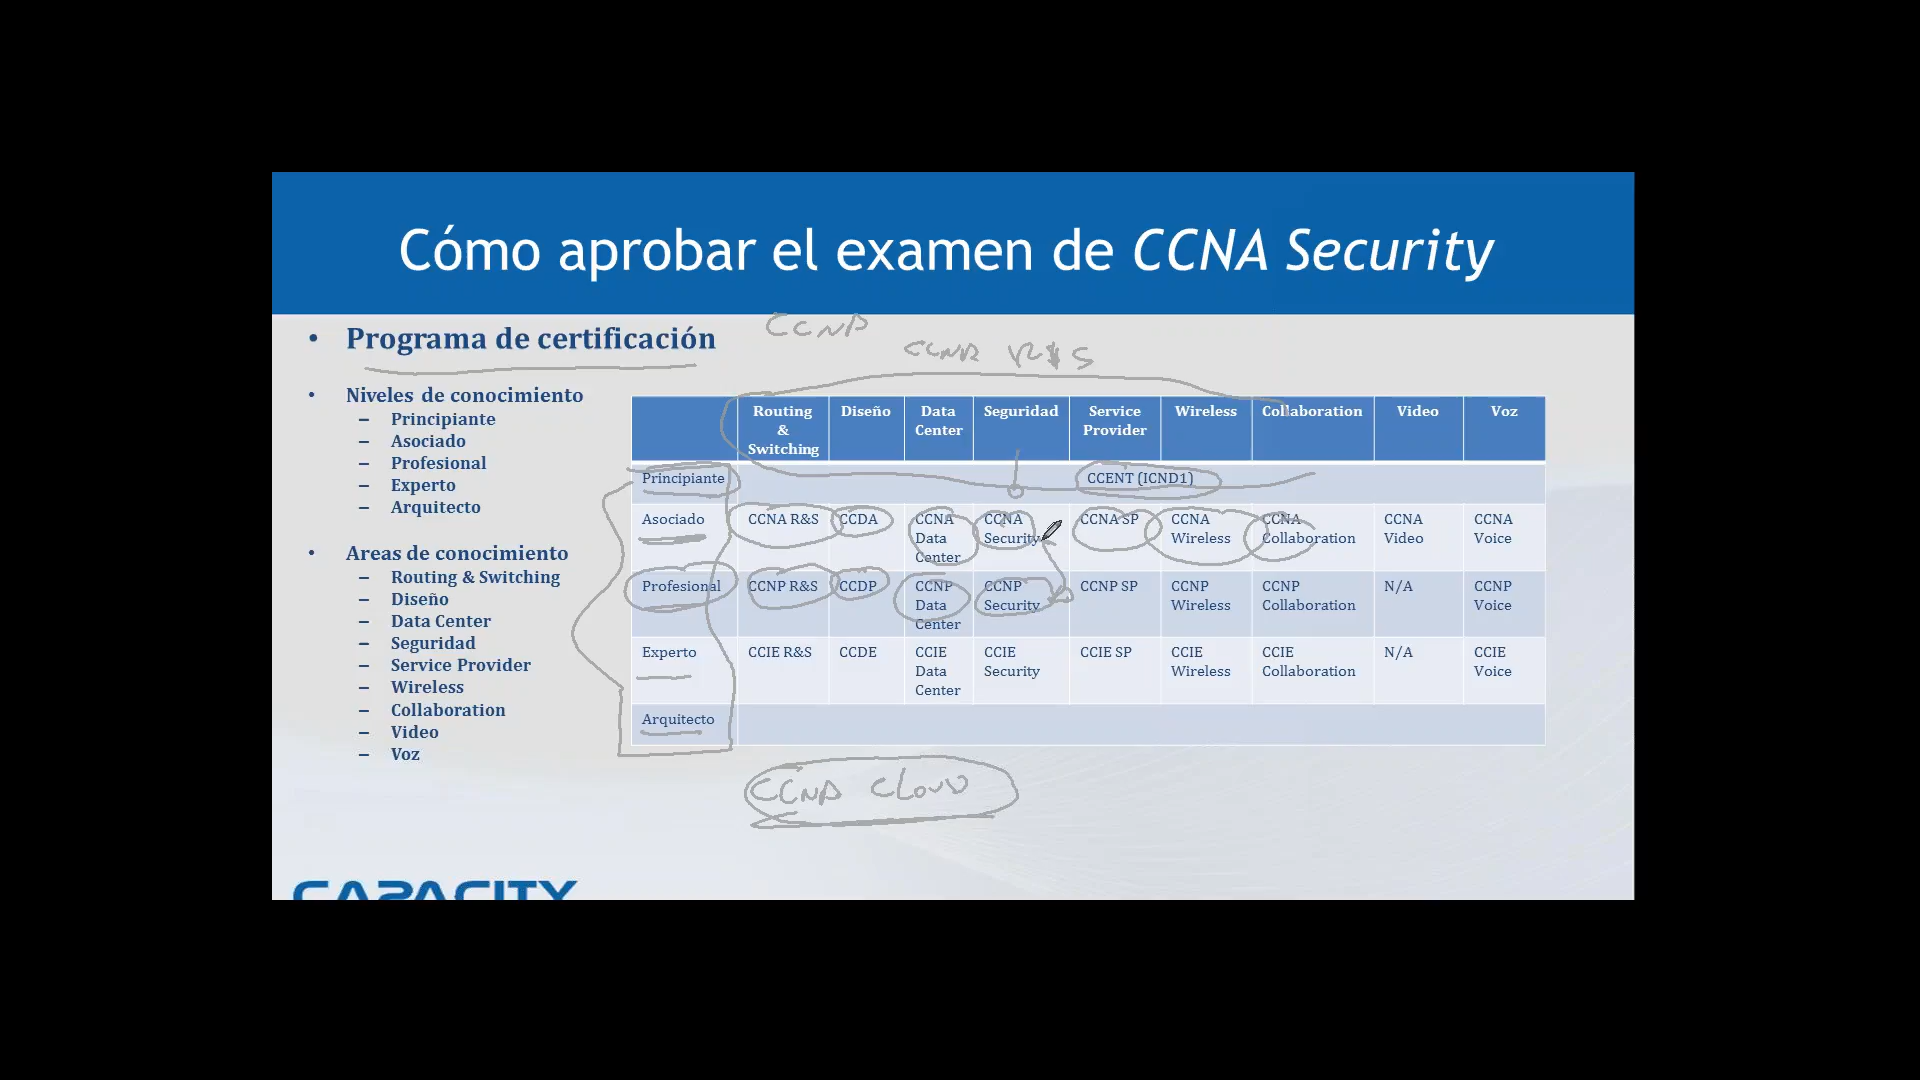 Cómo aprobar el examen de CCNA Security
• Programa de certificación
CCNA
CCNA R&S
• Niveles de conocimiento
– Principiante
– Asociado
– Profesional
– Experto
– Arquitecto
• Areas de conocimiento
– Routing & Switching
– Diseño
– Data Center
– Seguridad
– Service Provider
– Wireless
– Collaboration
– Video
– Voz
Routing & Switching Diseño Data Center Seguridad Service Provider Wireless Collaboration Video Voz
Principiante CCENT (ICND1)
Asociado CCNA R&S CCDA CCNA Data Center CCNA Security CCNA SP CCNA Wireless CCNA Collaboration CCNA Video CCNA Voice
Profesional CCNP R&S CCDP CCNP Data Center CCNP Security CCNP SP CCNP Wireless CCNP Collaboration N/A CCNP Voice
Experto CCIE R&S CCDE CCIE Data Center CCIE Security CCIE SP CCIE Wireless CCIE Collaboration N/A CCIE Voice
Arquitecto
CCNA Cloud
CAPACITY